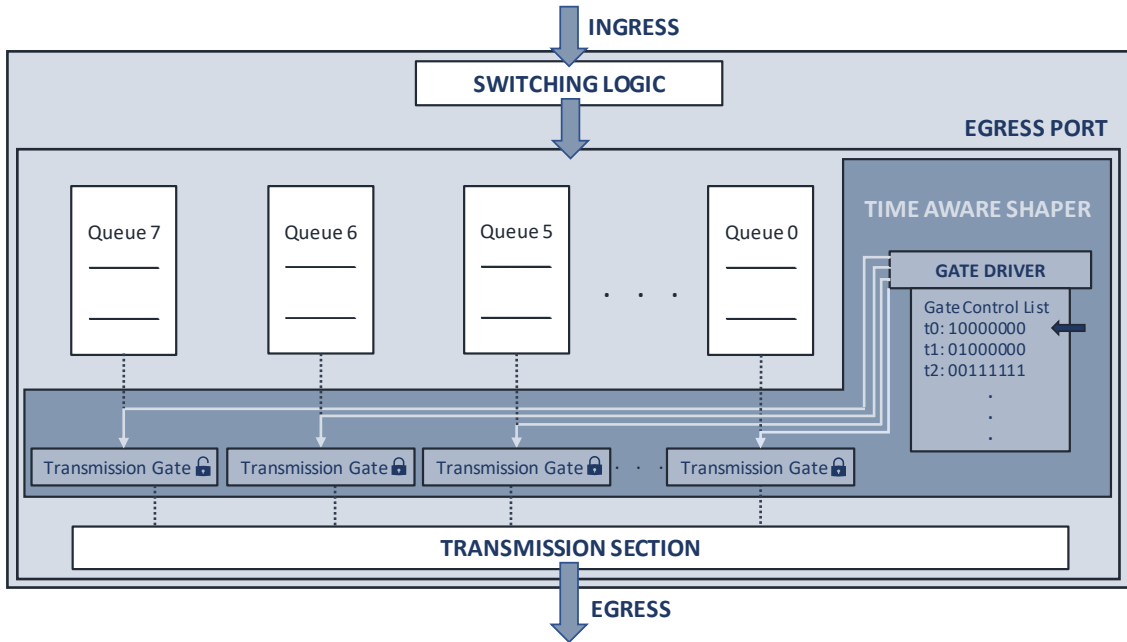 INGRESS
SWITCHING LOGIC
EGRESS PORT
TIME AWARE SHAPER
Queue 7
Queue 6
Queue 5
Queue 0
. . .
GATE DRIVER
Gate Control List
t0: 10000000
t1: 01000000
t2: 00111111
.
.
.
Transmission Gate
Transmission Gate
Transmission Gate
. . .
Transmission Gate
TRANSMISSION SECTION
EGRESS